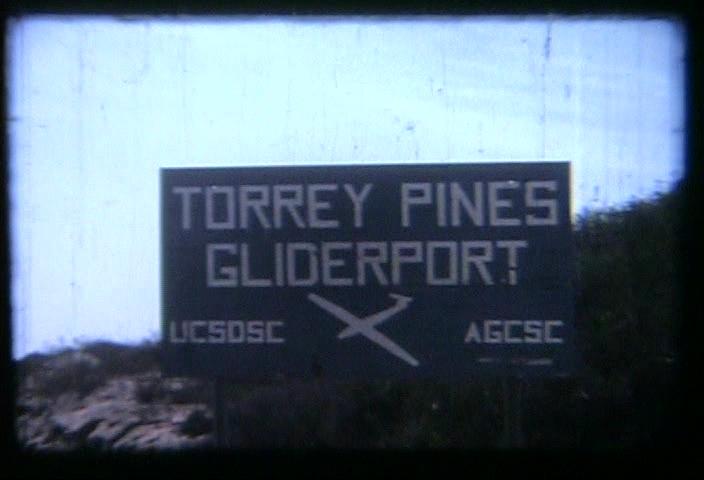 TORREY PINES
GLIDERPORT
UCSDSC AGCSC